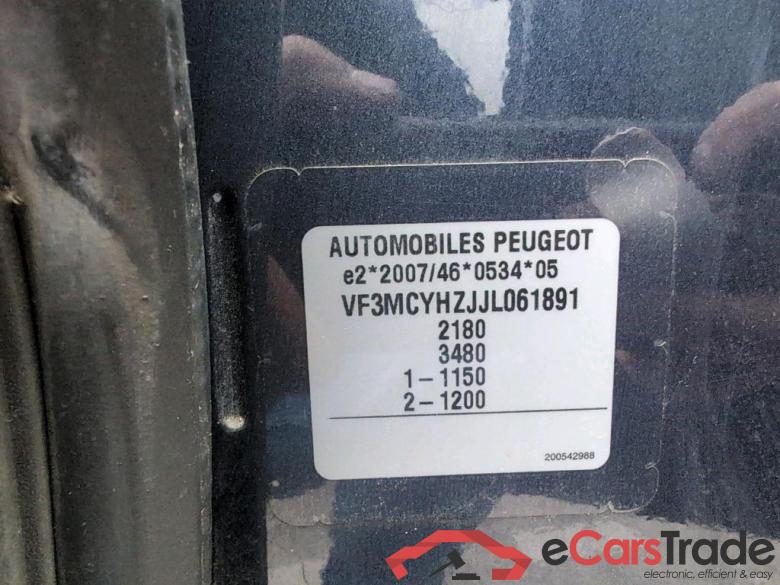 AUTOMOBILES PEUGEOT
e2*2007/46*0534*05
VF3MCYHZJJL061891
2180
3480
1-1150
2-1200
200542988
eCarsTrade
electronic, efficient & easy